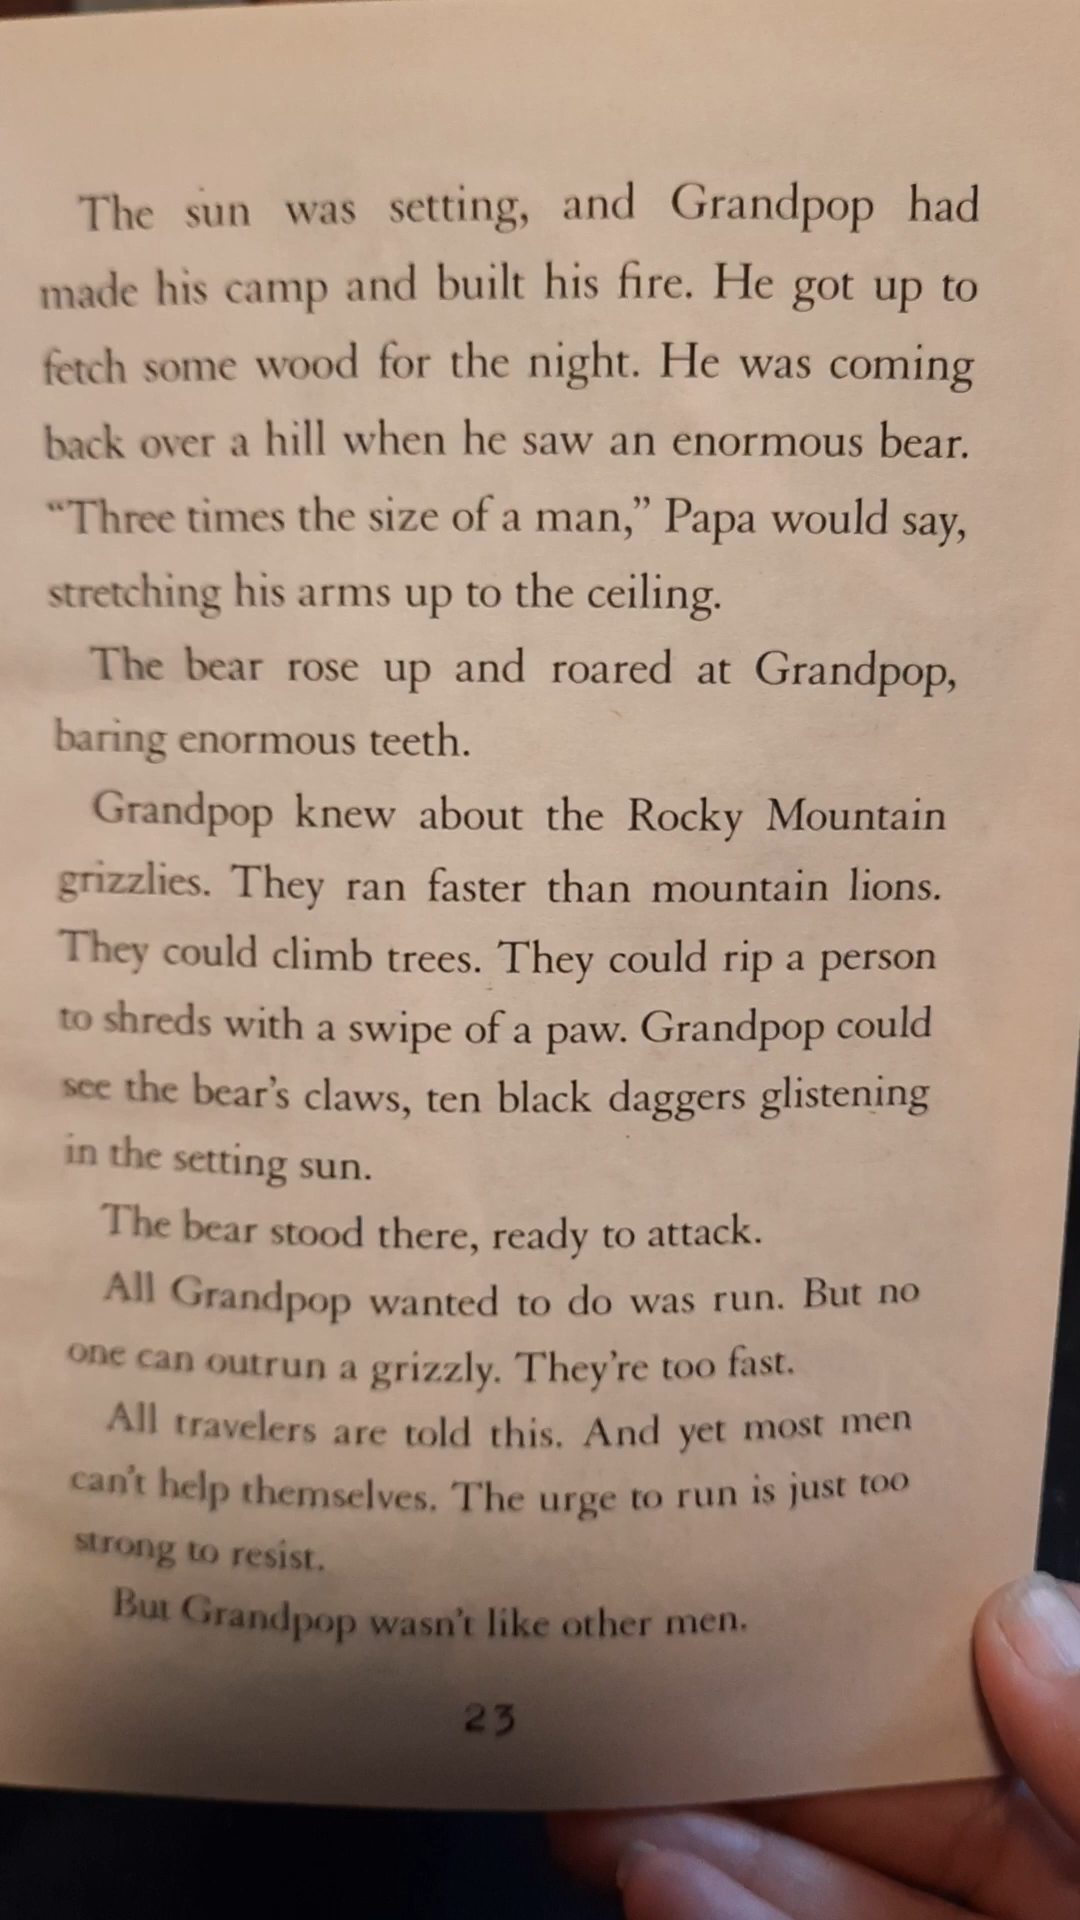 The sun was setting, and Grandpop had
made his camp and built his fire. He got up to
fetch some wood for the night. He was coming
back over a hill when he saw an enormous bear.
“Three times the size of a man,” Papa would say,
stretching his arms up to the ceiling.
The bear rose up and roared at Grandpop,
baring enormous teeth.
Grandpop knew about the Rocky Mountain
grizzlies. They ran faster than mountain lions.
They could climb trees. They could rip a person
to shreds with a swipe of a paw. Grandpop could
see the bear’s claws, ten black daggers glistening
in the setting sun.
The bear stood there, ready to attack.
All Grandpop wanted to do was run. But no
one can outrun a grizzly. They’re too fast.
All travelers are told this. And yet most men
can’t help themselves. The urge to run is just too
strong to resist.
But Grandpop wasn’t like other men.
23